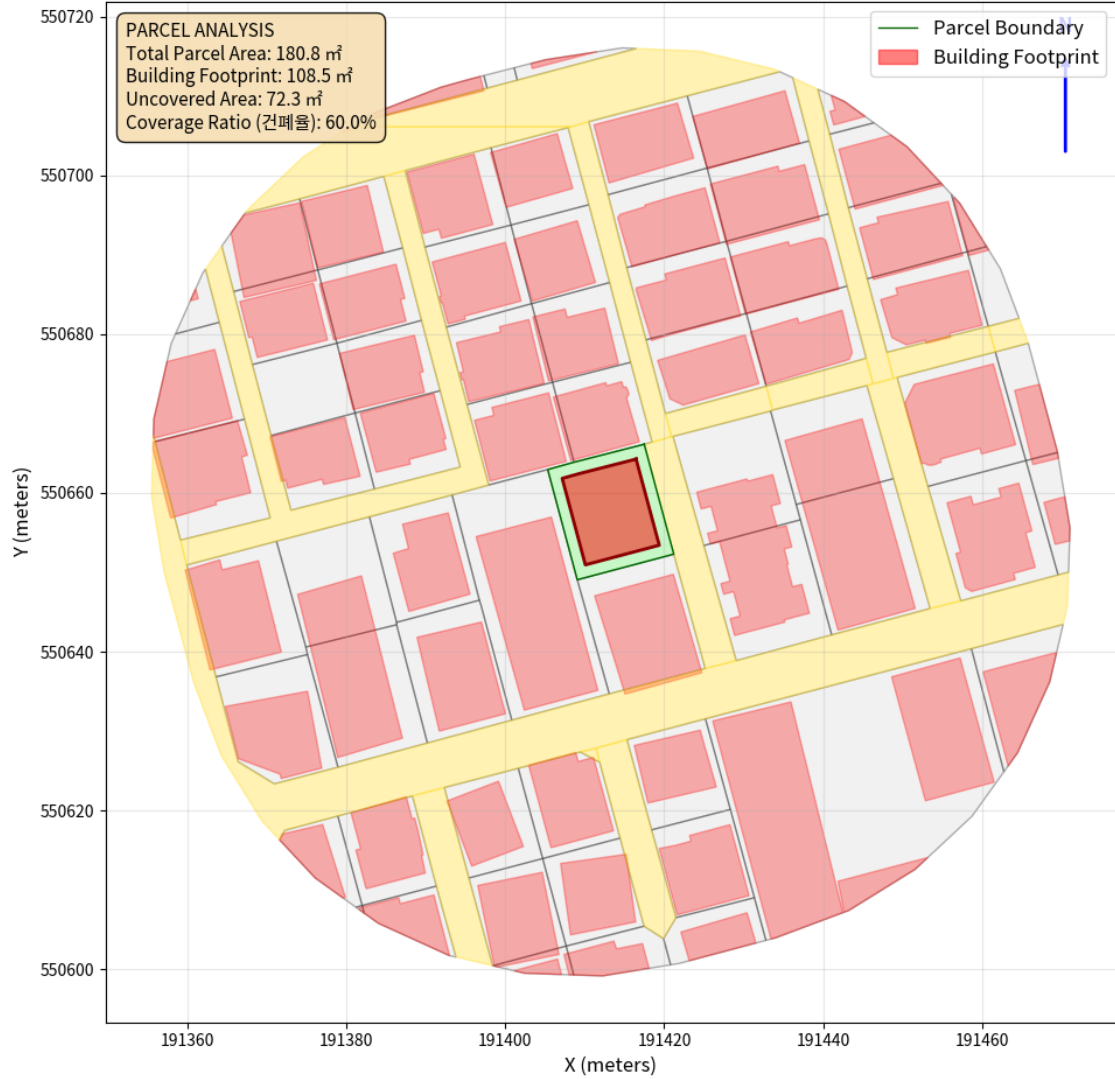 550720
PARCEL ANALYSIS
Total Parcel Area: 180.8 ㎡
Building Footprint: 108.5 ㎡
Uncovered Area: 72.3 ㎡
Coverage Ratio (건폐율): 60.0%
Parcel Boundary
Building Footprint
N
550700
550680
550660
550640
550620
550600
Y (meters)
191360
191380
191400
191420
191440
191460
X (meters)